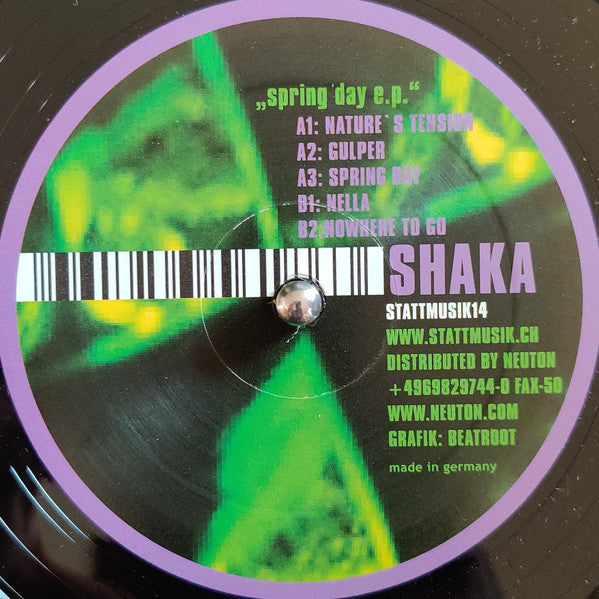 „spring day e.p.“
A1: NATURE`S TENSION
A2: GULPER
A3: SPRING DAY
B1: NELLA
B2 NOWHERE TO GO
SHAKA
STATTMUSIK14
WWW.STATTMUSIK.CH
DISTRIBUTED BY NEUTON
+4969829744-0 FAX-50
WWW.NEUTON.COM
GRAFIK: BEATROOT
made in germany